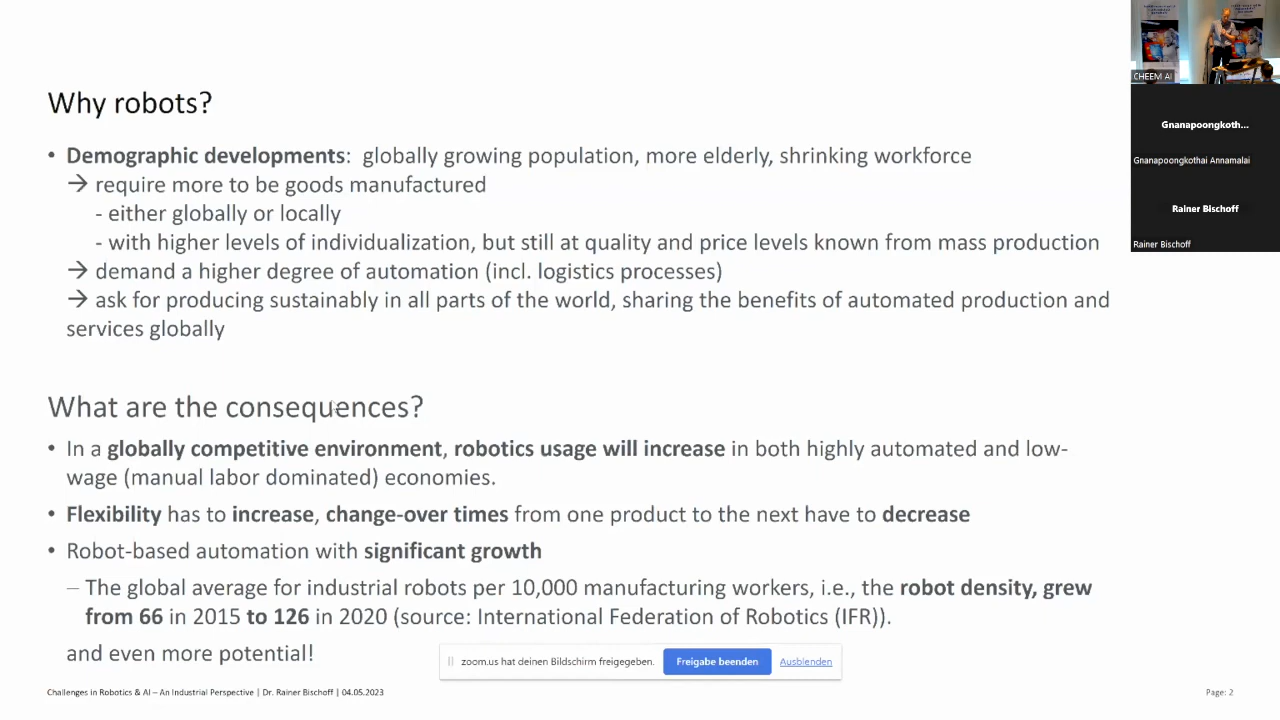 Why robots?
• Demographic developments: globally growing population, more elderly, shrinking workforce
→ require more to be goods manufactured
- either globally or locally
- with higher levels of individualization, but still at quality and price levels known from mass production
→ demand a higher degree of automation (incl. logistics processes)
→ ask for producing sustainably in all parts of the world, sharing the benefits of automated production and
services globally
What are the consequences?
• In a globally competitive environment, robotics usage will increase in both highly automated and low-
wage (manual labor dominated) economies.
• Flexibility has to increase, change-over times from one product to the next have to decrease
• Robot-based automation with significant growth
– The global average for industrial robots per 10,000 manufacturing workers, i.e., the robot density, grew
from 66 in 2015 to 126 in 2020 (source: International Federation of Robotics (IFR)).
and even more potential!
zoom.us hat deinen Bildschirm freigegeben. Freigabe beenden Ausblenden
Challenges in Robotics & AI – An Industrial Perspective | Dr. Rainer Bischoff | 04.05.2023
Page: 2
CHEEM AI
Gnanapoongkoth...
Gnanapoongkothai Annamalai
Rainer Bischoff
Rainer Bischoff